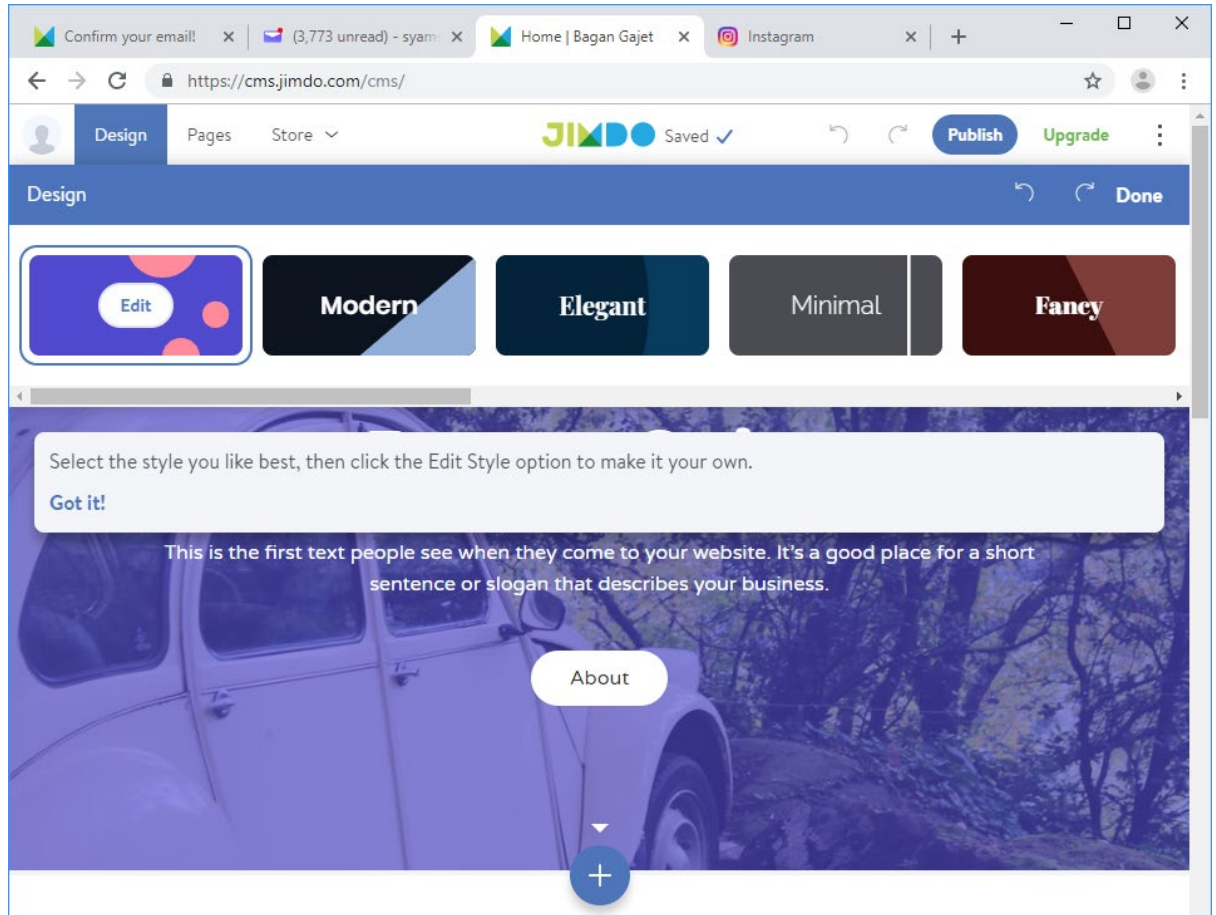 Confirm your email!
(3,773 unread) - syam
Home | Bagan Gajet
Instagram
https://cms.jimdo.com/cms/
Design
Pages
Store
JIMDO
Saved
Publish
Upgrade
Design
Done
Edit
Modern
Elegant
Minimal
Fancy
Select the style you like best, then click the Edit Style option to make it your own.
Got it!
This is the first text people see when they come to your website. It's a good place for a short
sentence or slogan that describes your business.
About